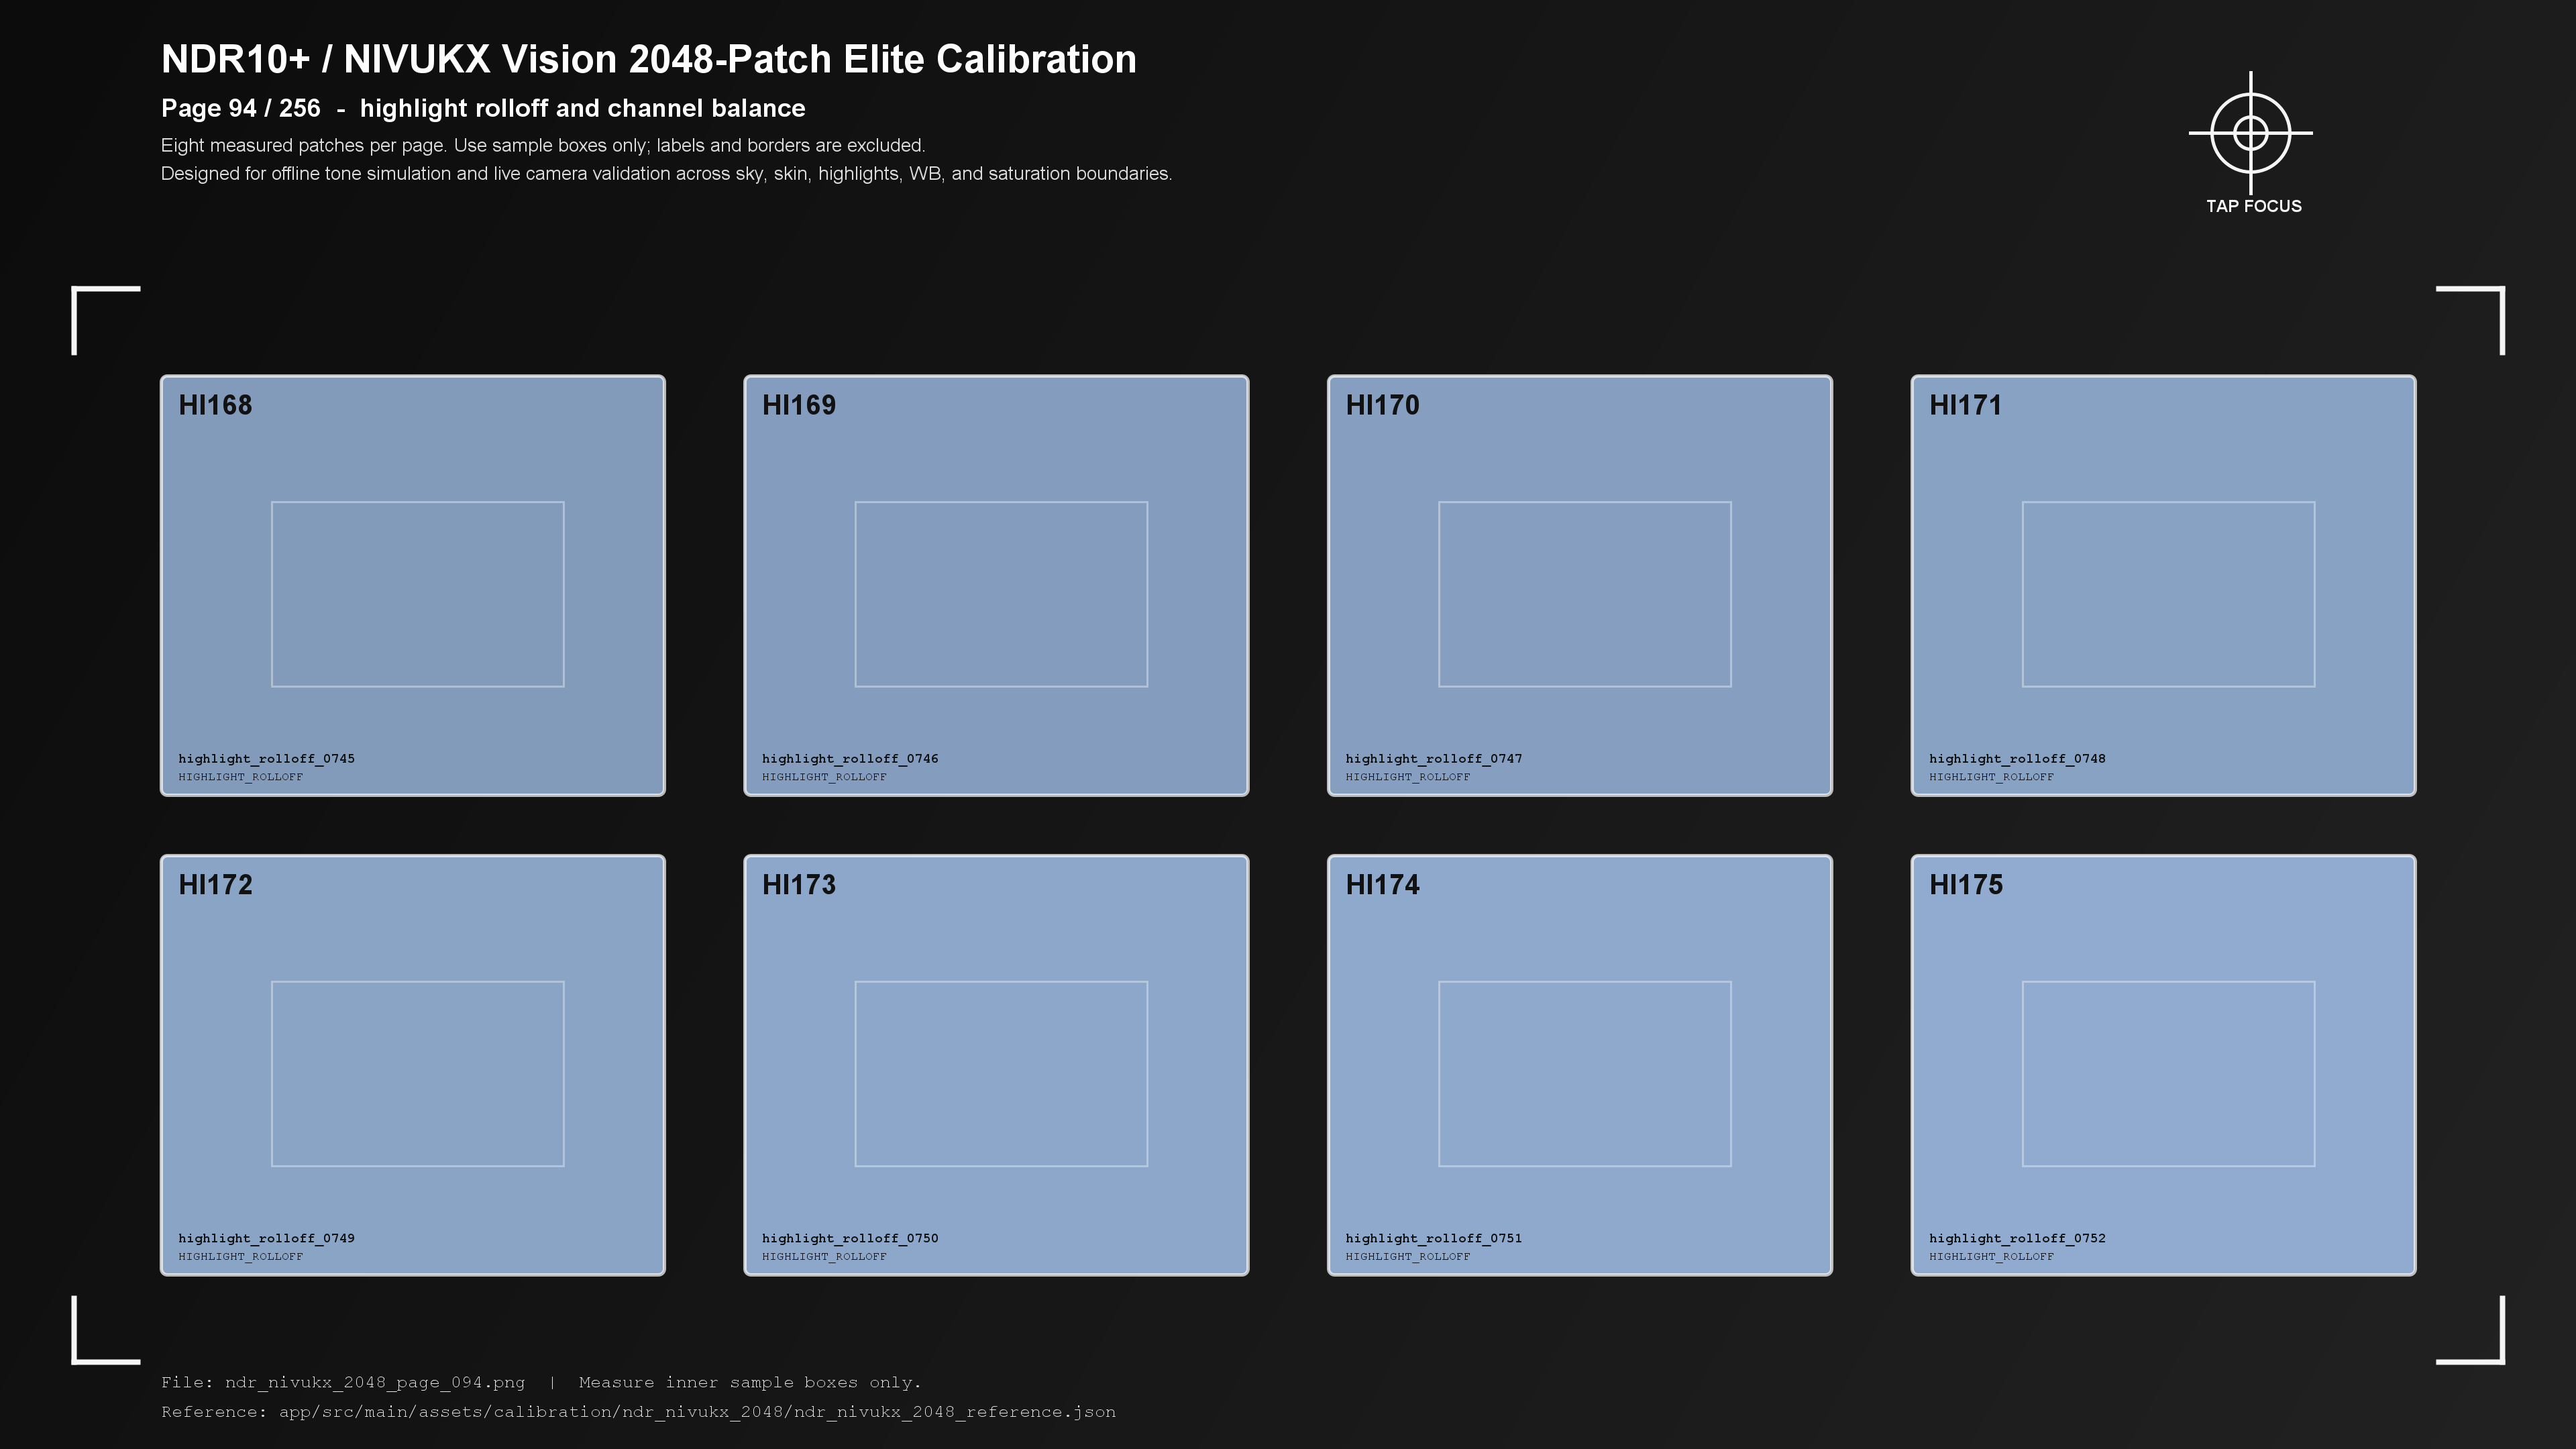 NDR10+ / NIVUKX Vision 2048-Patch Elite Calibration
Page 94 / 256 - highlight rolloff and channel balance
Eight measured patches per page. Use sample boxes only; labels and borders are excluded.
Designed for offline tone simulation and live camera validation across sky, skin, highlights, WB, and saturation boundaries.
TAP FOCUS
HI168
highlight_rolloff_0745
HIGHLIGHT_ROLLOFF
HI169
highlight_rolloff_0746
HIGHLIGHT_ROLLOFF
HI170
highlight_rolloff_0747
HIGHLIGHT_ROLLOFF
HI171
highlight_rolloff_0748
HIGHLIGHT_ROLLOFF
HI172
highlight_rolloff_0749
HIGHLIGHT_ROLLOFF
HI173
highlight_rolloff_0750
HIGHLIGHT_ROLLOFF
HI174
highlight_rolloff_0751
HIGHLIGHT_ROLLOFF
HI175
highlight_rolloff_0752
HIGHLIGHT_ROLLOFF
File: ndr_nivukx_2048_page_094.png | Measure inner sample boxes only.
Reference: app/src/main/assets/calibration/ndr_nivukx_2048/ndr_nivukx_2048_reference.json